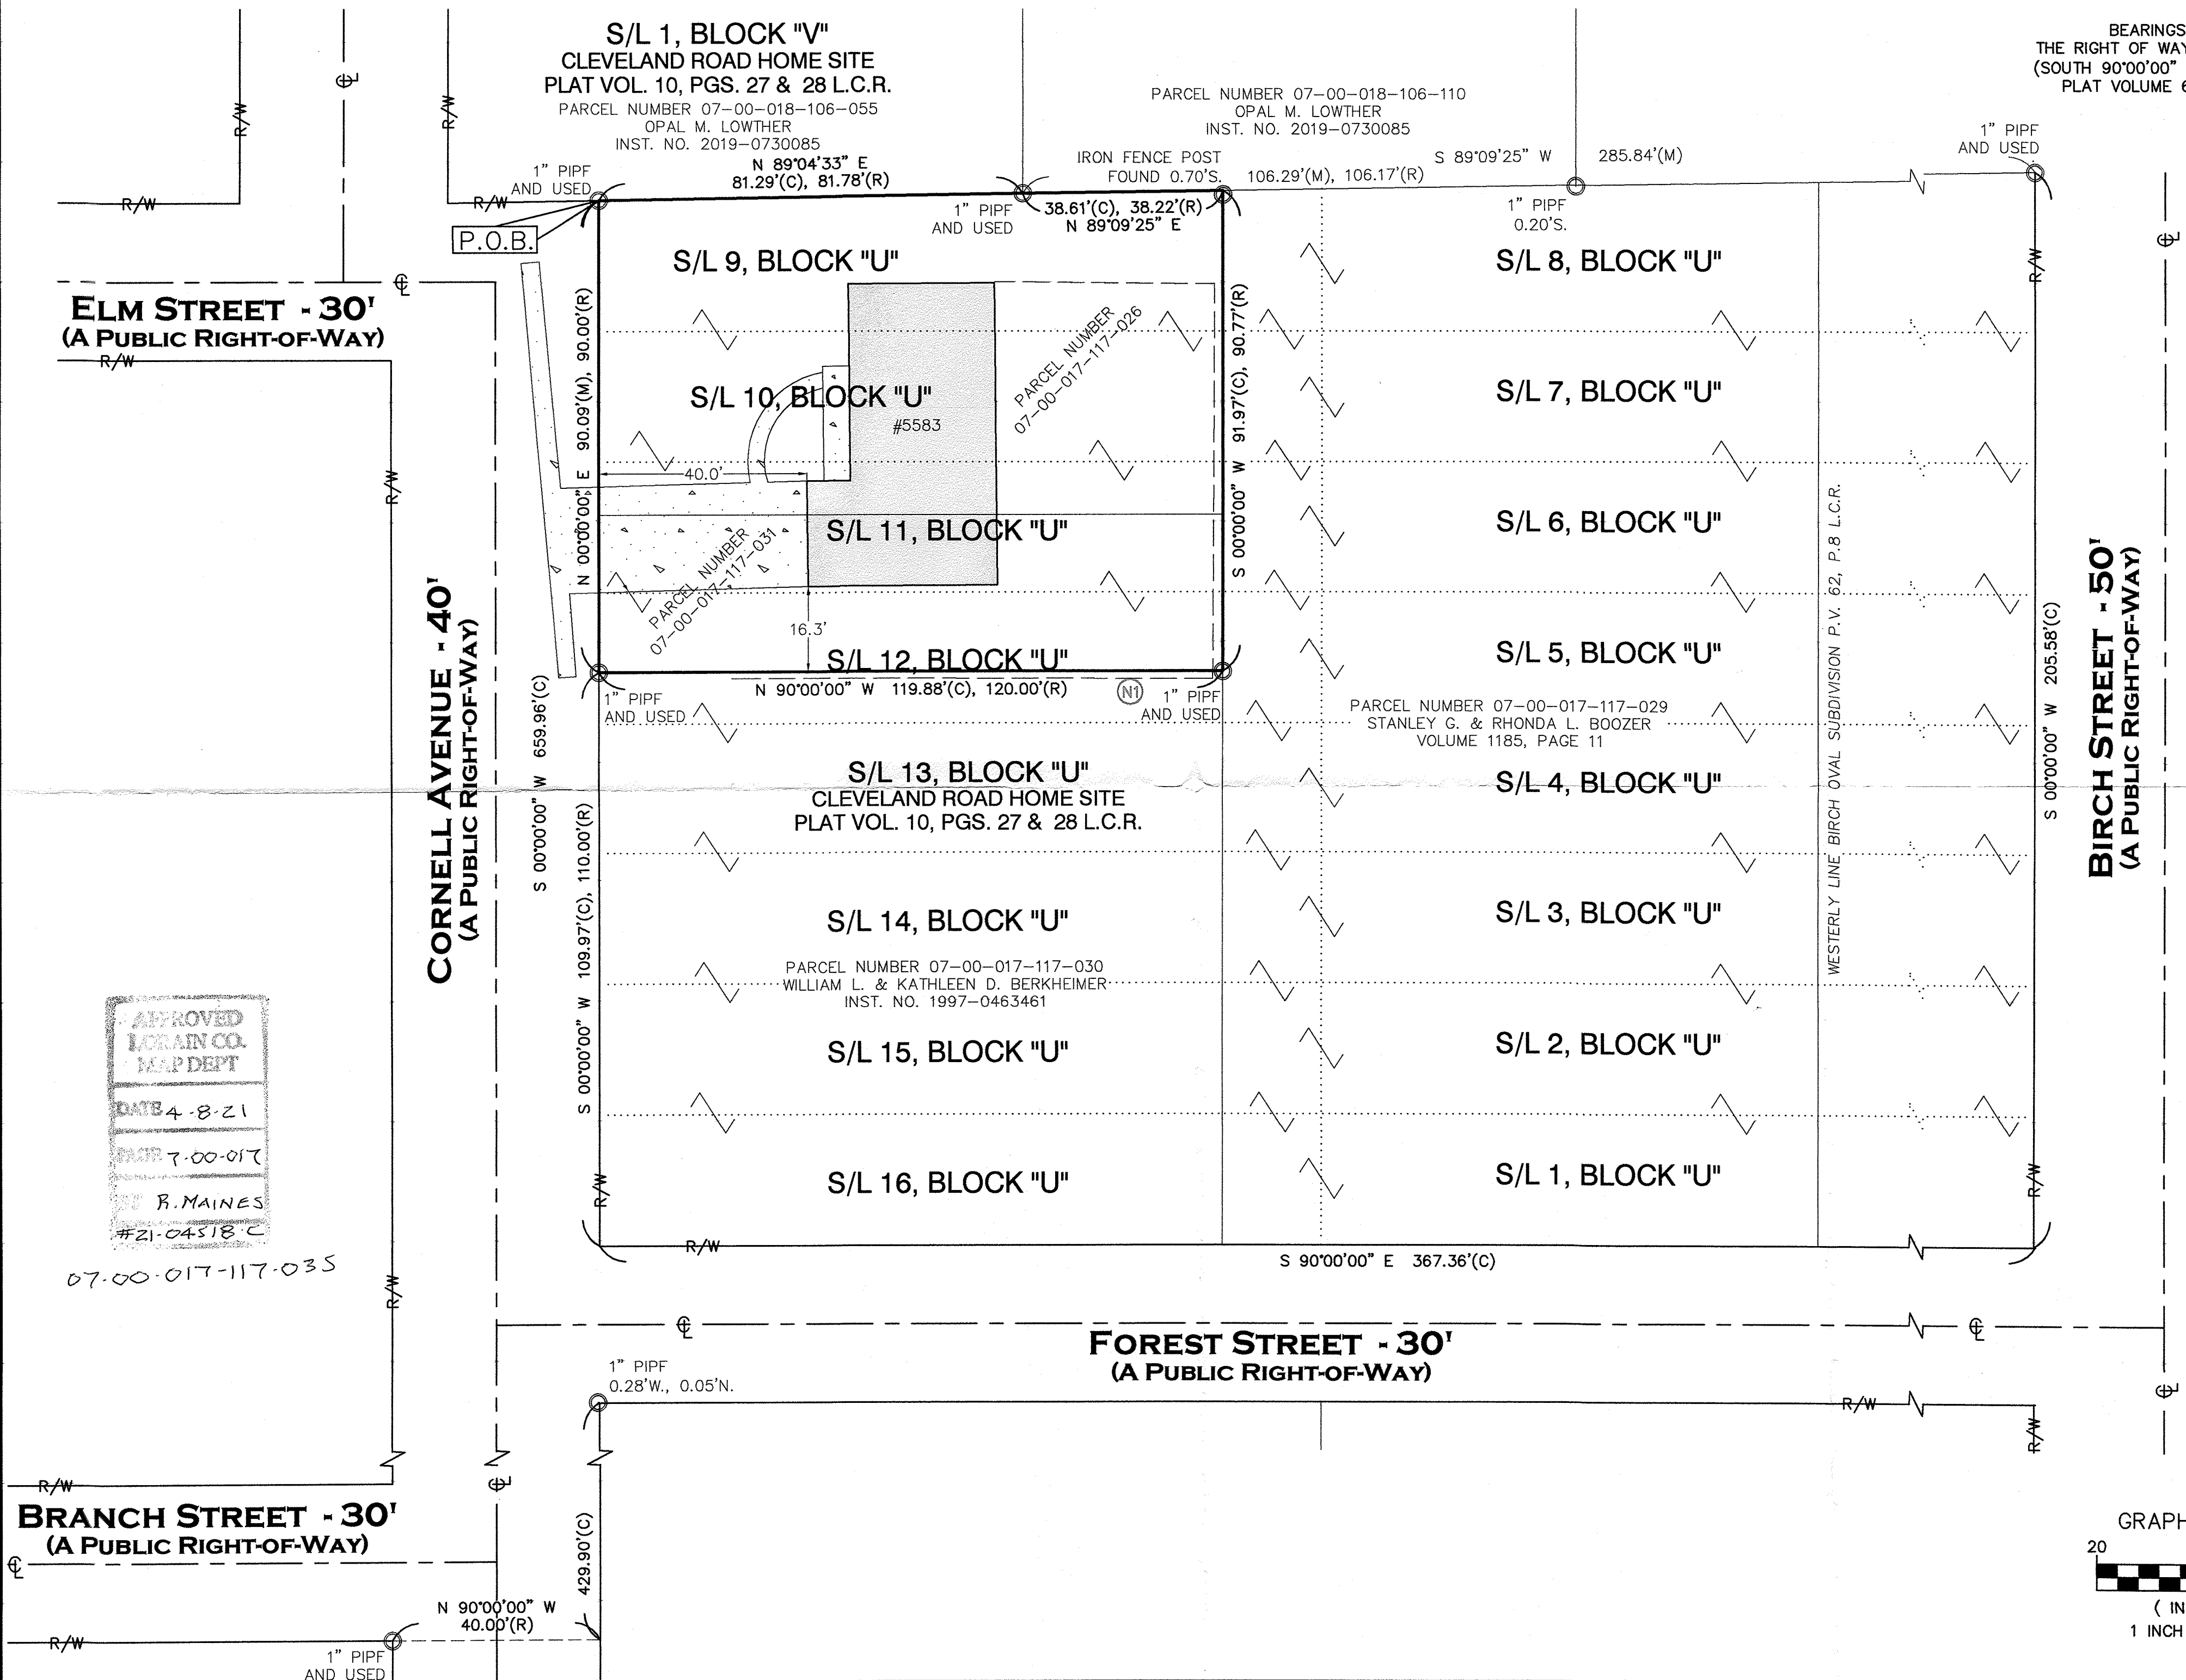 S/L 1, BLOCK "V"
CLEVELAND ROAD HOME SITE
PLAT VOL. 10, PGS. 27 & 28 L.C.R.
PARCEL NUMBER 07-00-018-106-055
OPAL M. LOWTHER
INST. NO. 2019-0730085
N 89°04'33" E
81.29'(C), 81.78'(R)
1" PIPF
AND USED
P.O.B.
PARCEL NUMBER 07-00-018-106-110
OPAL M. LOWTHER
INST. NO. 2019-0730085
IRON FENCE POST
FOUND 0.70'S.
106.29'(M), 106.17'(R)
S 89°09'25" W 285.84'(M)
1" PIPF
AND USED
38.61'(C), 38.22'(R)
N 89°09'25" E
1" PIPF
0.20'S.
1" PIPF
AND USED
BEARINGS
THE RIGHT OF WAY
(SOUTH 90°00'00"
PLAT VOLUME 6
R/W
R/W
R/W
R/W
ELM STREET - 30'
(A PUBLIC RIGHT-OF-WAY)
R/W
R/W
S/L 9, BLOCK "U"
S/L 10, BLOCK "U"
#5583
40.0'
S/L 11, BLOCK "U"
16.3'
S/L 12, BLOCK "U"
PARCEL NUMBER
07-00-017-117-026
PARCEL NUMBER
07-00-017-117-031
N 00°00'00" E 90.09'(M), 90.00'(R)
S 00°00'00" W 91.97'(C), 90.77'(R)
N 90°00'00" W 119.88'(C), 120.00'(R)
N1
1" PIPF
AND USED
1" PIPF
AND USED
S/L 8, BLOCK "U"
S/L 7, BLOCK "U"
S/L 6, BLOCK "U"
S/L 5, BLOCK "U"
PARCEL NUMBER 07-00-017-117-029
STANLEY G. & RHONDA L. BOOZER
VOLUME 1185, PAGE 11
S/L 4, BLOCK "U"
S/L 3, BLOCK "U"
S/L 2, BLOCK "U"
S/L 1, BLOCK "U"
WESTERLY LINE BIRCH OVAL SUBDIVISION P.V. 62, P.8 L.C.R.
R/W
S 00°00'00" W 205.58'(C)
BIRCH STREET - 50'
(A PUBLIC RIGHT-OF-WAY)
R/W
CORNELL AVENUE - 40'
(A PUBLIC RIGHT-OF-WAY)
S 00°00'00" W 659.96'(C)
S 00°00'00" W 109.97'(C), 110.00'(R)
S/L 13, BLOCK "U"
CLEVELAND ROAD HOME SITE
PLAT VOL. 10, PGS. 27 & 28 L.C.R.
S/L 14, BLOCK "U"
PARCEL NUMBER 07-00-017-117-030
WILLIAM L. & KATHLEEN D. BERKHEIMER
INST. NO. 1997-0463461
S/L 15, BLOCK "U"
S/L 16, BLOCK "U"
R/W
R/W
S 90°00'00" E 367.36'(C)
APPROVED
LORAIN CO.
MAP DEPT
DATE 4-8-21
PAGE 7-00-017
BY R. MAINES
#21-04518-C
07-00-017-117-035
R/W
FOREST STREET - 30'
(A PUBLIC RIGHT-OF-WAY)
1" PIPF
0.28'W., 0.05'N.
R/W
R/W
R/W
BRANCH STREET - 30'
(A PUBLIC RIGHT-OF-WAY)
429.90'(C)
N 90°00'00" W
40.00'(R)
R/W
1" PIPF
AND USED
GRAPH
20
( IN
1 INCH